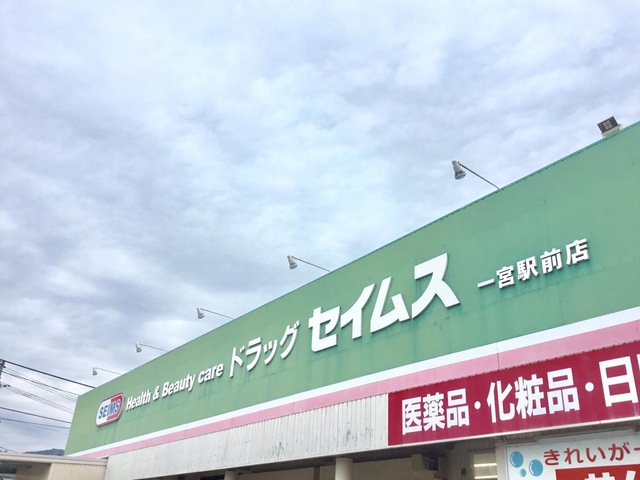 SEIMS Health & Beauty care ドラッグ セイムス 一宮駅前店
医薬品・化粧品・日
きれいが一